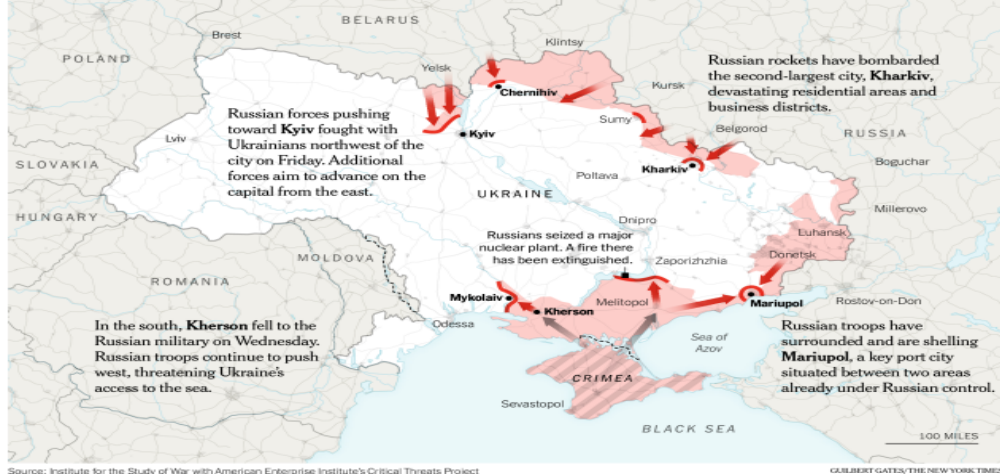 BELARUS
Brest
Klintsy
POLAND
Yelsk
Russian rockets have bombarded
the second-largest city, Kharkiv,
devastating residential areas and
business districts.
Kursk
Chernihiv
Russian forces pushing
toward Kyiv fought with
Ukrainians northwest of the
city on Friday. Additional
forces aim to advance on the
capital from the east.
Sumy
Belgorod
RUSSIA
Lviv
Kyiv
SLOVAKIA
Kharkiv
Boguchar
Poltava
UKRAINE
HUNGARY
Millerovo
Dnipro
Luhansk
Russians seized a major
nuclear plant. A fire there
has been extinguished.
MOLDOVA
Donetsk
Zaporizhzhia
ROMANIA
Mykolaiv
Melitopol
Mariupol
Rostov-on-Don
Kherson
Odessa
In the south, Kherson fell to the
Russian military on Wednesday.
Russian troops continue to push
west, threatening Ukraine's
access to the sea.
Sea of
Azov
Russian troops have
surrounded and are shelling
Mariupol, a key port city
situated between two areas
already under Russian control.
CRIMEA
Sevastopol
BLACK SEA
100 MILES
Source: Institute for the Study of War with American Enterprise Institute's Critical Threats Project
GUILBERT GATES/THE NEW YORK TIMES